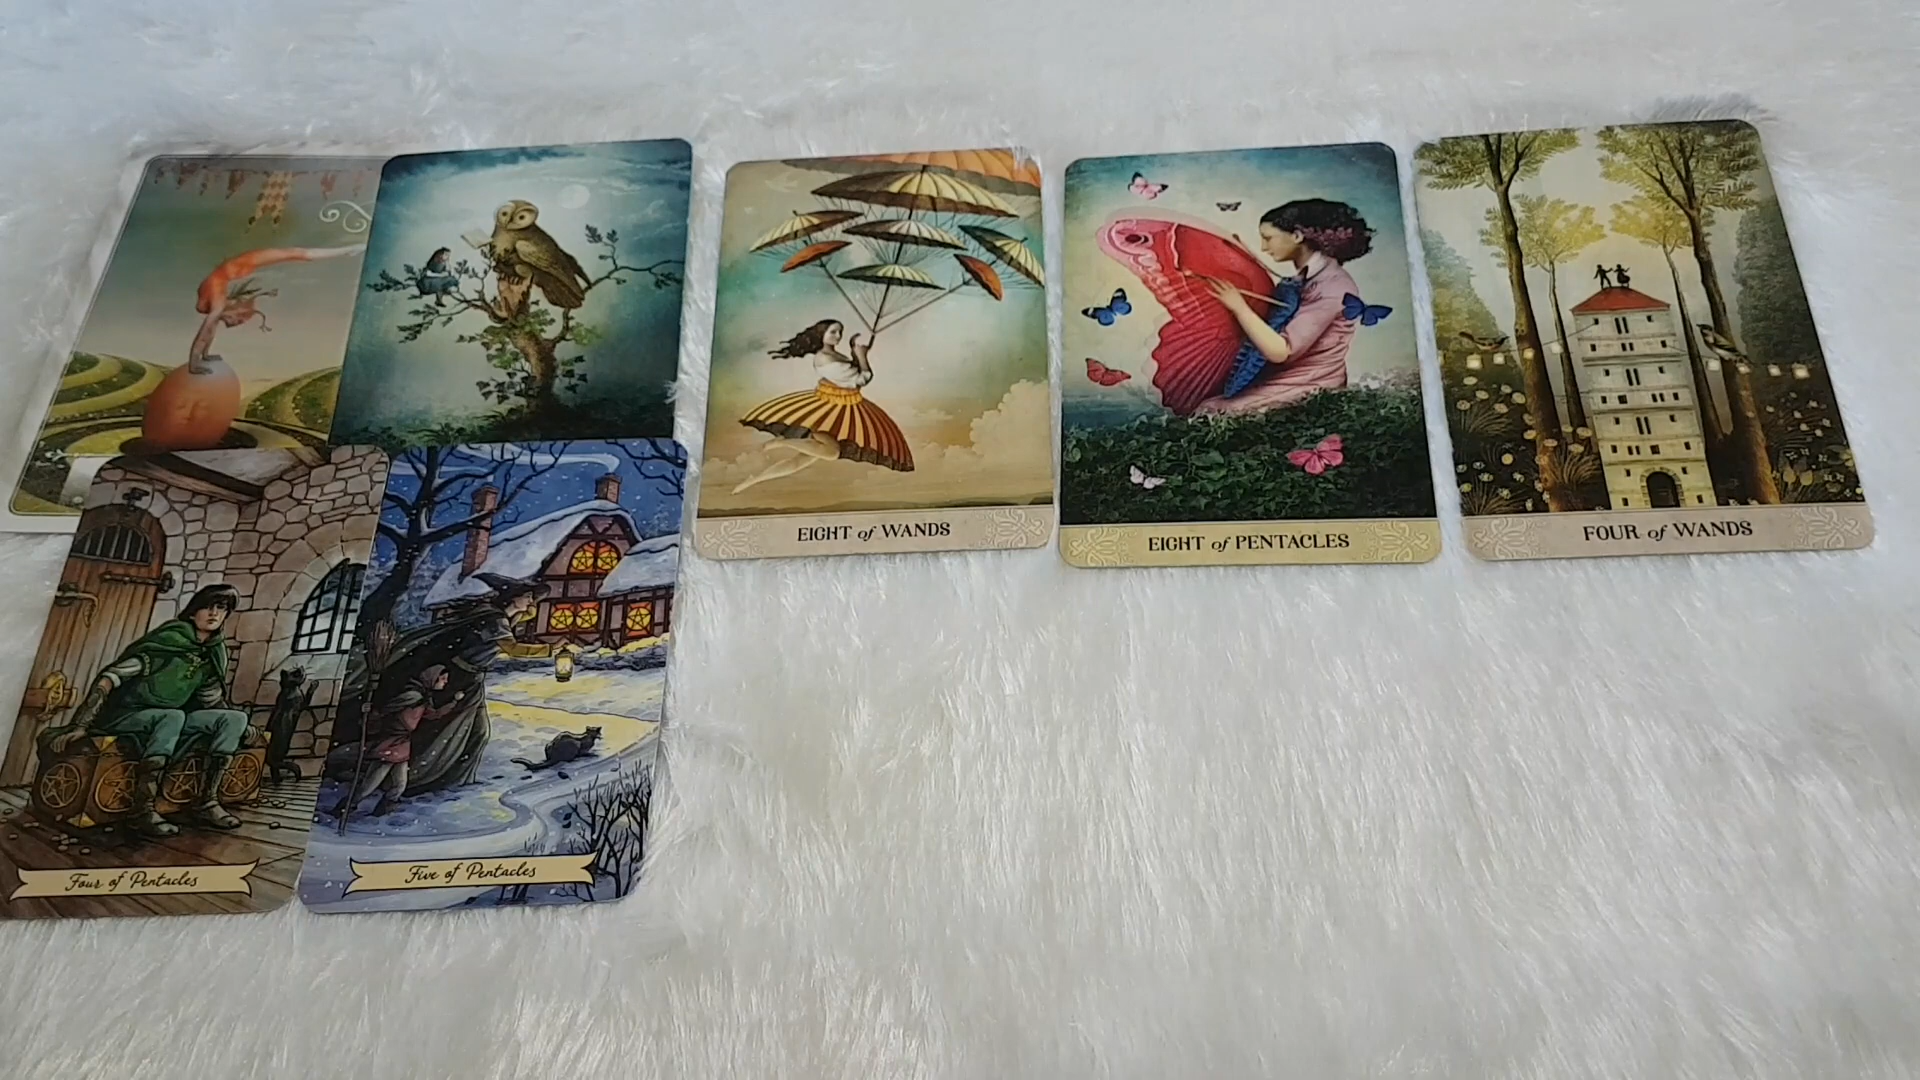 EIGHT of WANDS
EIGHT of PENTACLES
FOUR of WANDS
Four of Pentacles
Five of Pentacles